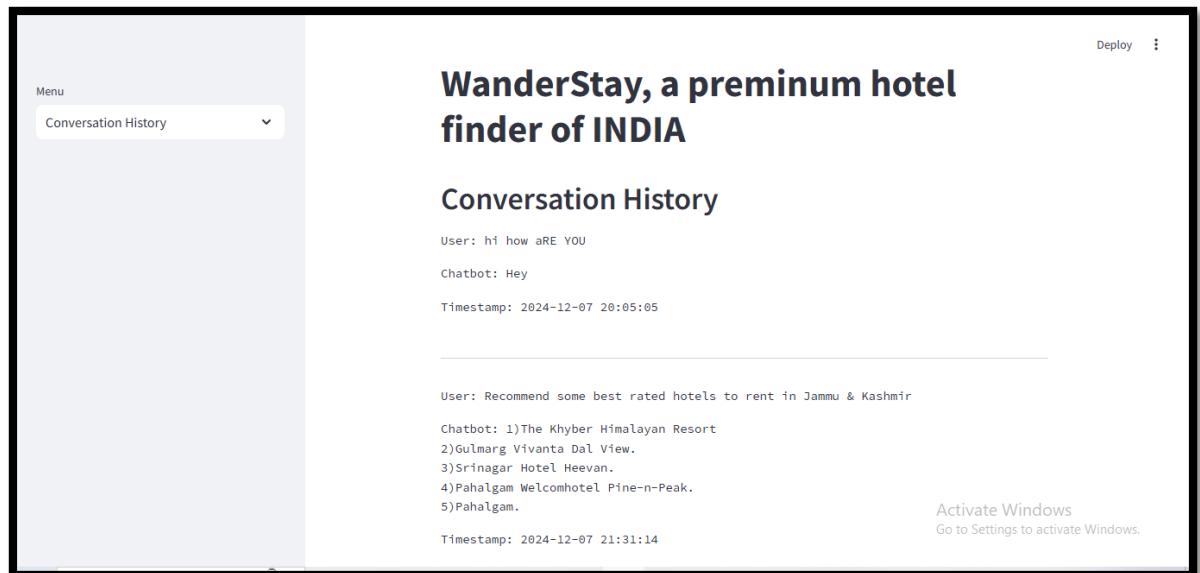 Deploy
Menu
Conversation History
WanderStay, a preminum hotel
finder of INDIA
Conversation History
User: hi how aRE YOU
Chatbot: Hey
Timestamp: 2024-12-07 20:05:05
User: Recommend some best rated hotels to rent in Jammu & Kashmir
Chatbot: 1)The Khyber Himalayan Resort
2)Gulmarg Vivanta Dal View.
3)Srinagar Hotel Heevan.
4)Pahalgam Welcomhotel Pine-n-Peak.
5)Pahalgam.
Timestamp: 2024-12-07 21:31:14
Activate Windows
Go to Settings to activate Windows.